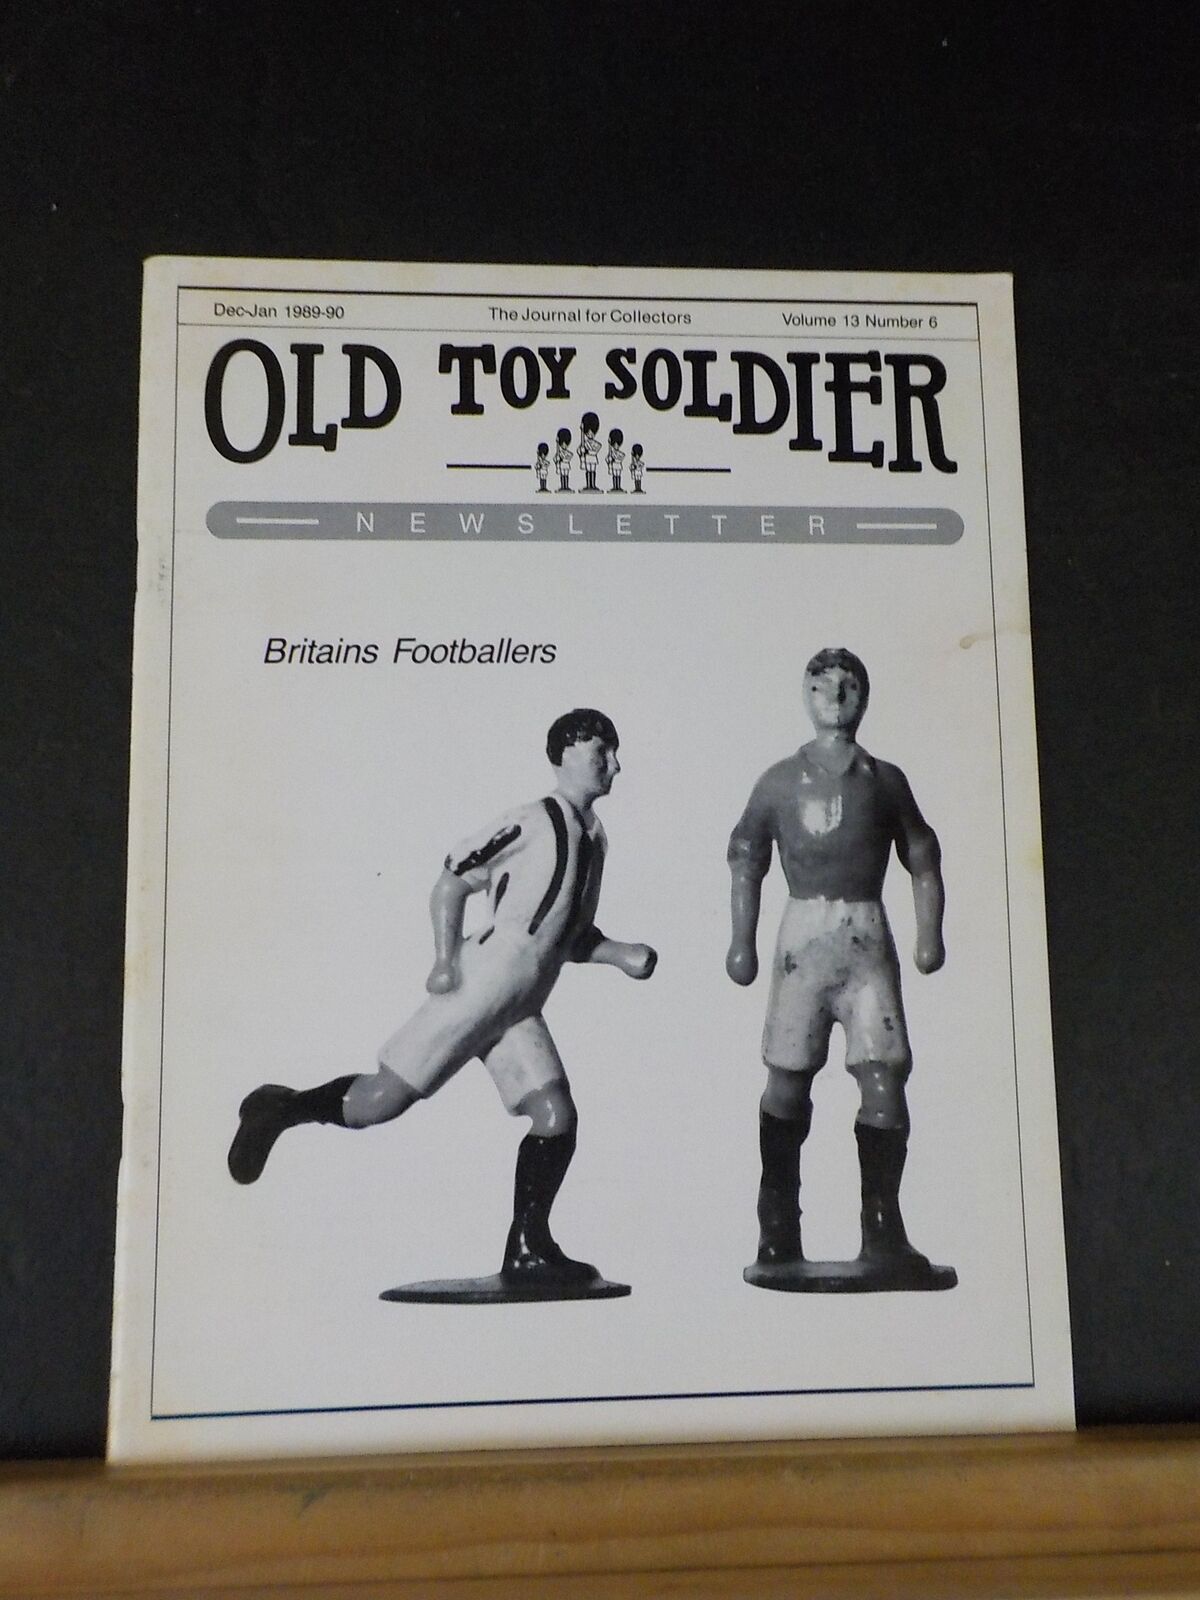 Dec-Jan 1989-90 The Journal for Collectors Volume 13 Number 6
OLD TOY SOLDIER
NEWSLETTER
Britains Footballers